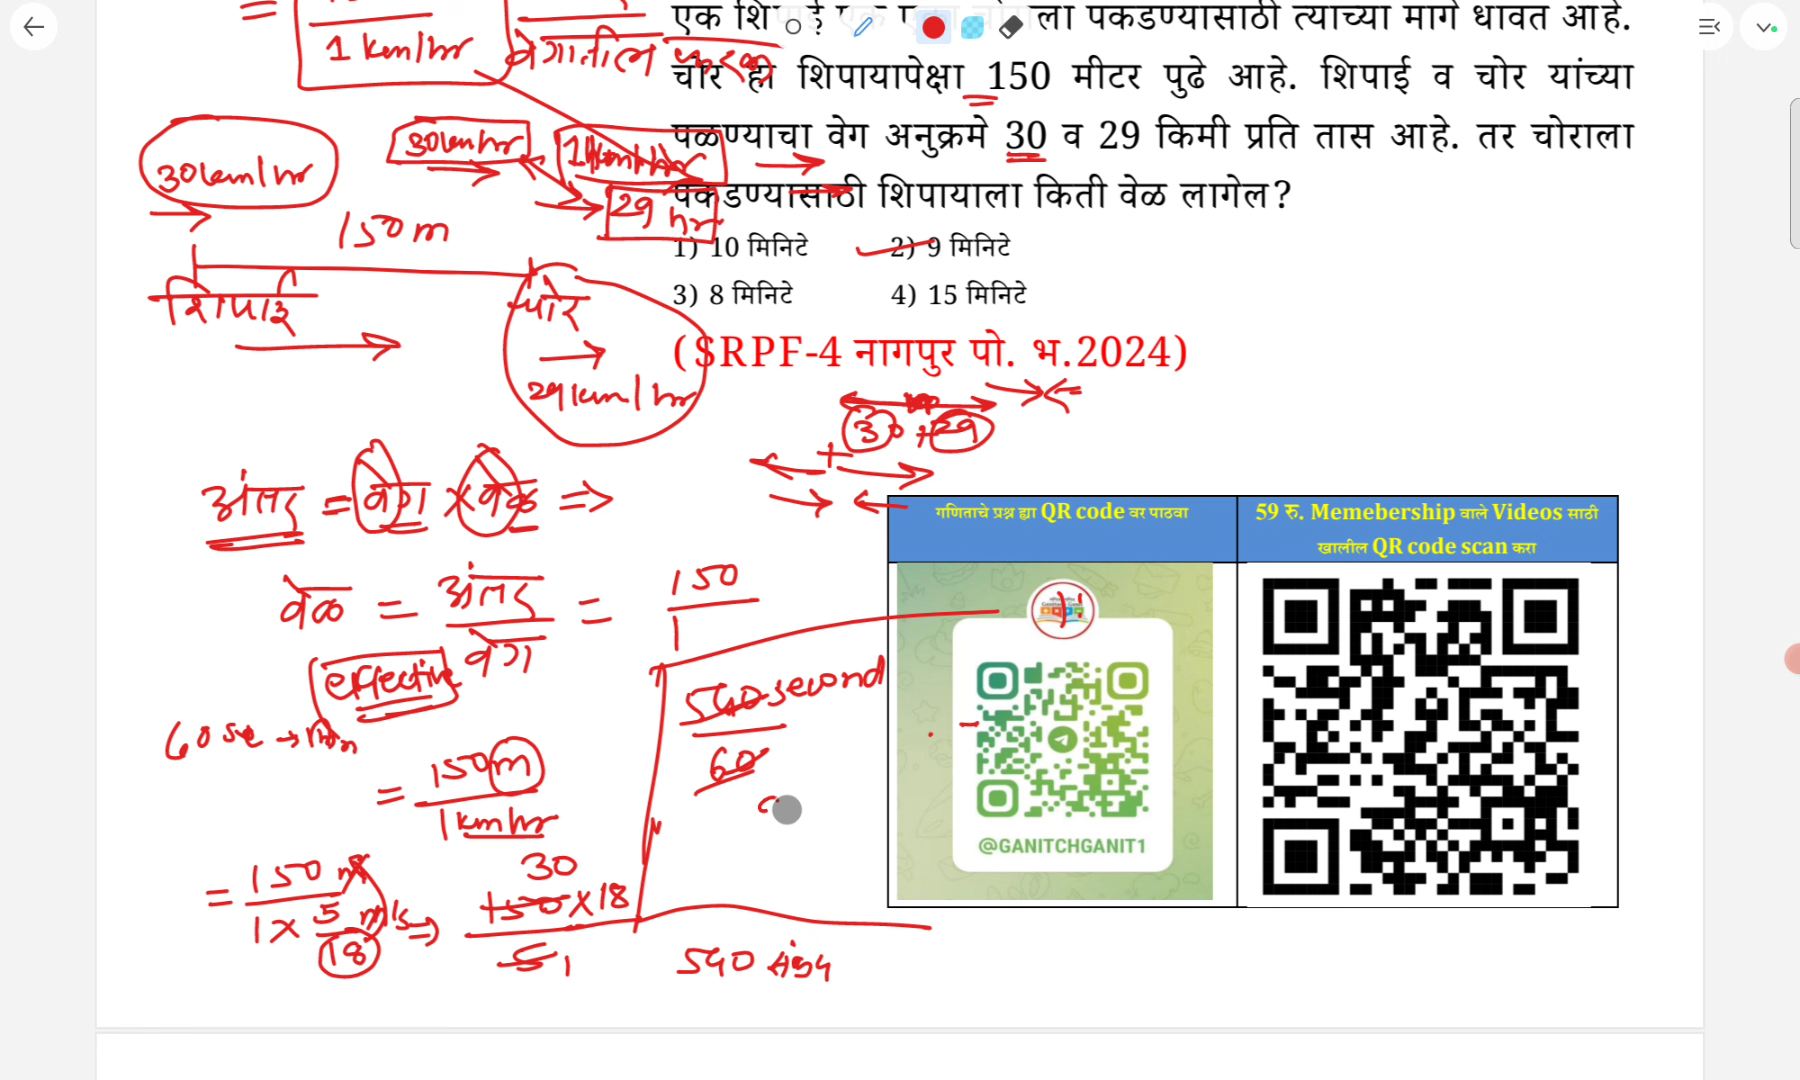 1 km/hr वेगातील फरक
एक शिपाई एक चोराला पकडण्यासाठी त्याच्या मागे धावत आहे.
चोर हा शिपायापेक्षा 150 मीटर पुढे आहे. शिपाई व चोर यांच्या
पळण्याचा वेग अनुक्रमे 30 व 29 किमी प्रति तास आहे. तर चोराला
पकडण्यासाठी शिपायाला किती वेळ लागेल?
1) 10 मिनिटे 2) 9 मिनिटे
3) 8 मिनिटे 4) 15 मिनिटे
(SRPF-4 नागपुर पो. भ.2024)
30km/hr
30km/hr
1km/hr
29 hr
150m
शिपाई
चोर
29km/hr
30 + 29
अंतर = वेग × वेळ ⇒
वेळ = अंतर / वेग = 150 / 1
effective
60 se → min
= 150m / 1km/hr
= 150 m / 1 × 5/18 m/s ⇒ 150×18 / 5
30
1
540 second
60
540 सेकंद
गणिताचे प्रश्न ह्या QR code वर पाठवा
59 रु. Memebership वाले Videos साठी
खालील QR code scan करा
@GANITCHGANIT1